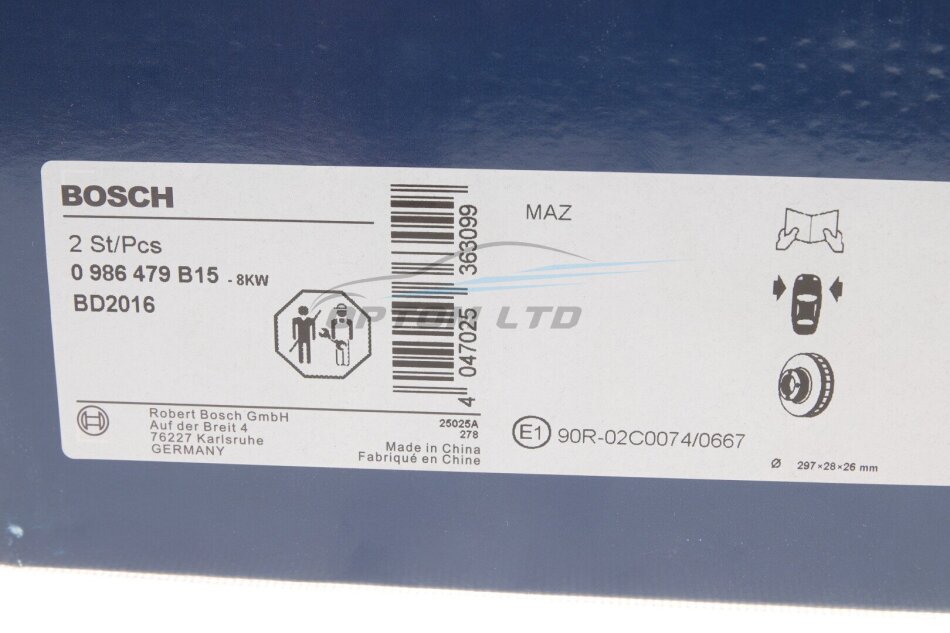 BOSCH
2 St/Pcs
0 986 479 B15 - 8KW
BD2016
4 047025 363099
MAZ
OPTOM LTD
Robert Bosch GmbH
Auf der Breit 4
76227 Karlsruhe
GERMANY
25025A
278
Made in China
Fabriqué en Chine
E1 90R-02C0074/0667
Ø 297×28×26 mm